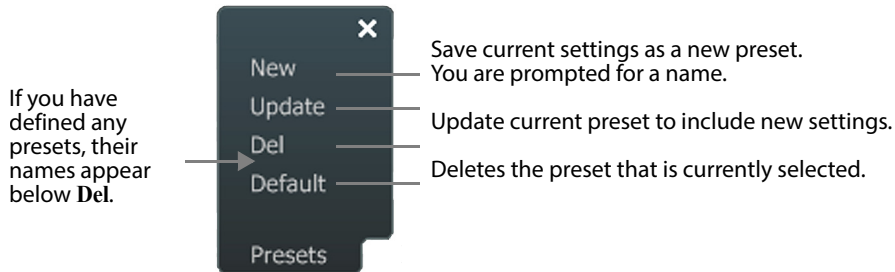 If you have
defined any
presets, their
names appear
below Del.
New
Update
Del
Default
Presets
Save current settings as a new preset.
You are prompted for a name.
Update current preset to include new settings.
Deletes the preset that is currently selected.